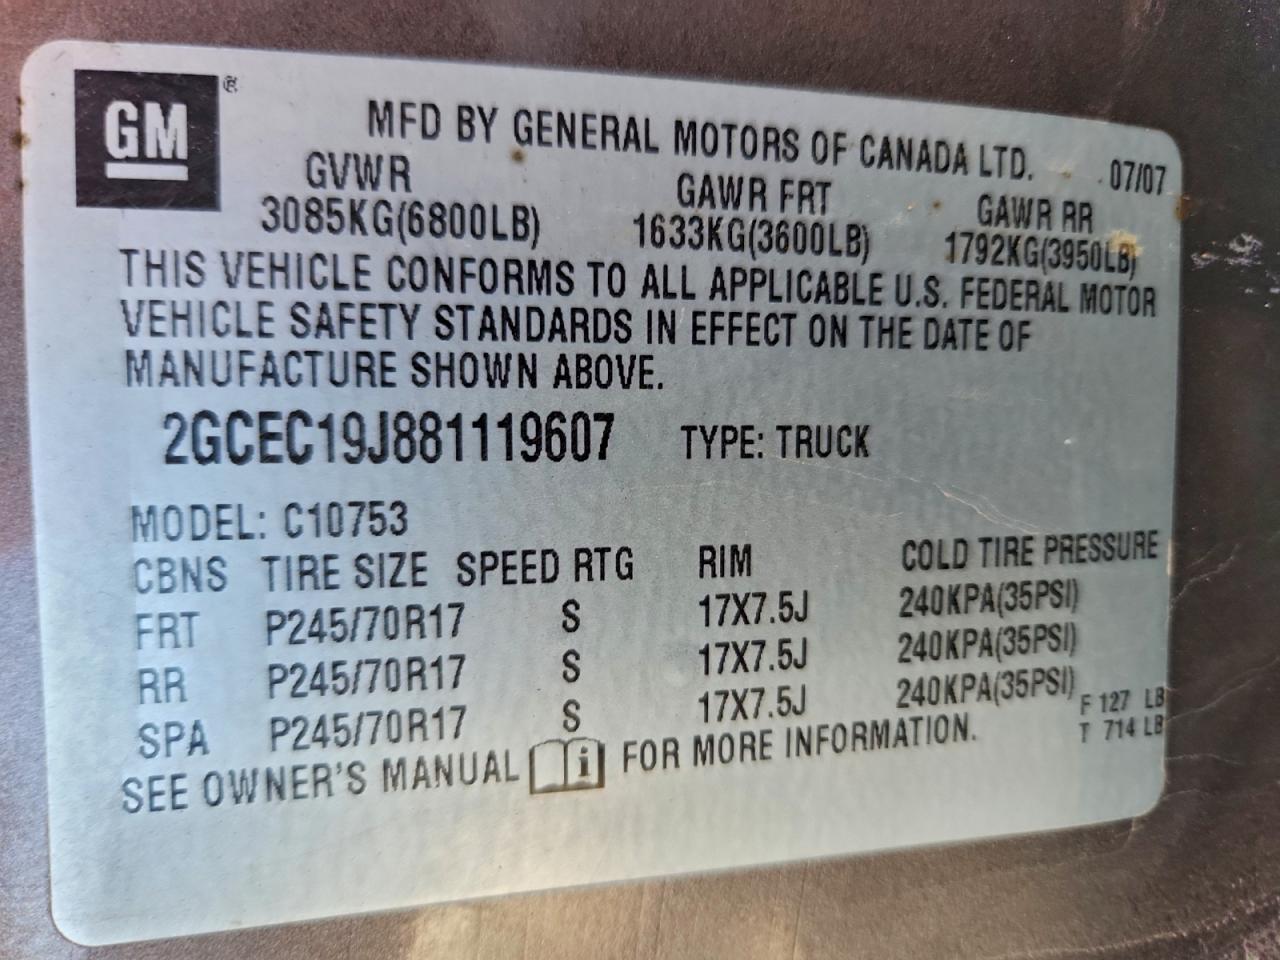 GM ®
MFD BY GENERAL MOTORS OF CANADA LTD. 07/07
GVWR GAWR FRT GAWR RR
3085KG(6800LB) 1633KG(3600LB) 1792KG(3950LB)
THIS VEHICLE CONFORMS TO ALL APPLICABLE U.S. FEDERAL MOTOR
VEHICLE SAFETY STANDARDS IN EFFECT ON THE DATE OF
MANUFACTURE SHOWN ABOVE.
2GCEC19J881119607 TYPE: TRUCK
MODEL: C10753
CBNS TIRE SIZE SPEED RTG RIM COLD TIRE PRESSURE
FRT P245/70R17 S 17X7.5J 240KPA(35PSI)
RR P245/70R17 S 17X7.5J 240KPA(35PSI)
SPA P245/70R17 S 17X7.5J 240KPA(35PSI)
F 127 LB
T 714 LB
SEE OWNER'S MANUAL i FOR MORE INFORMATION.